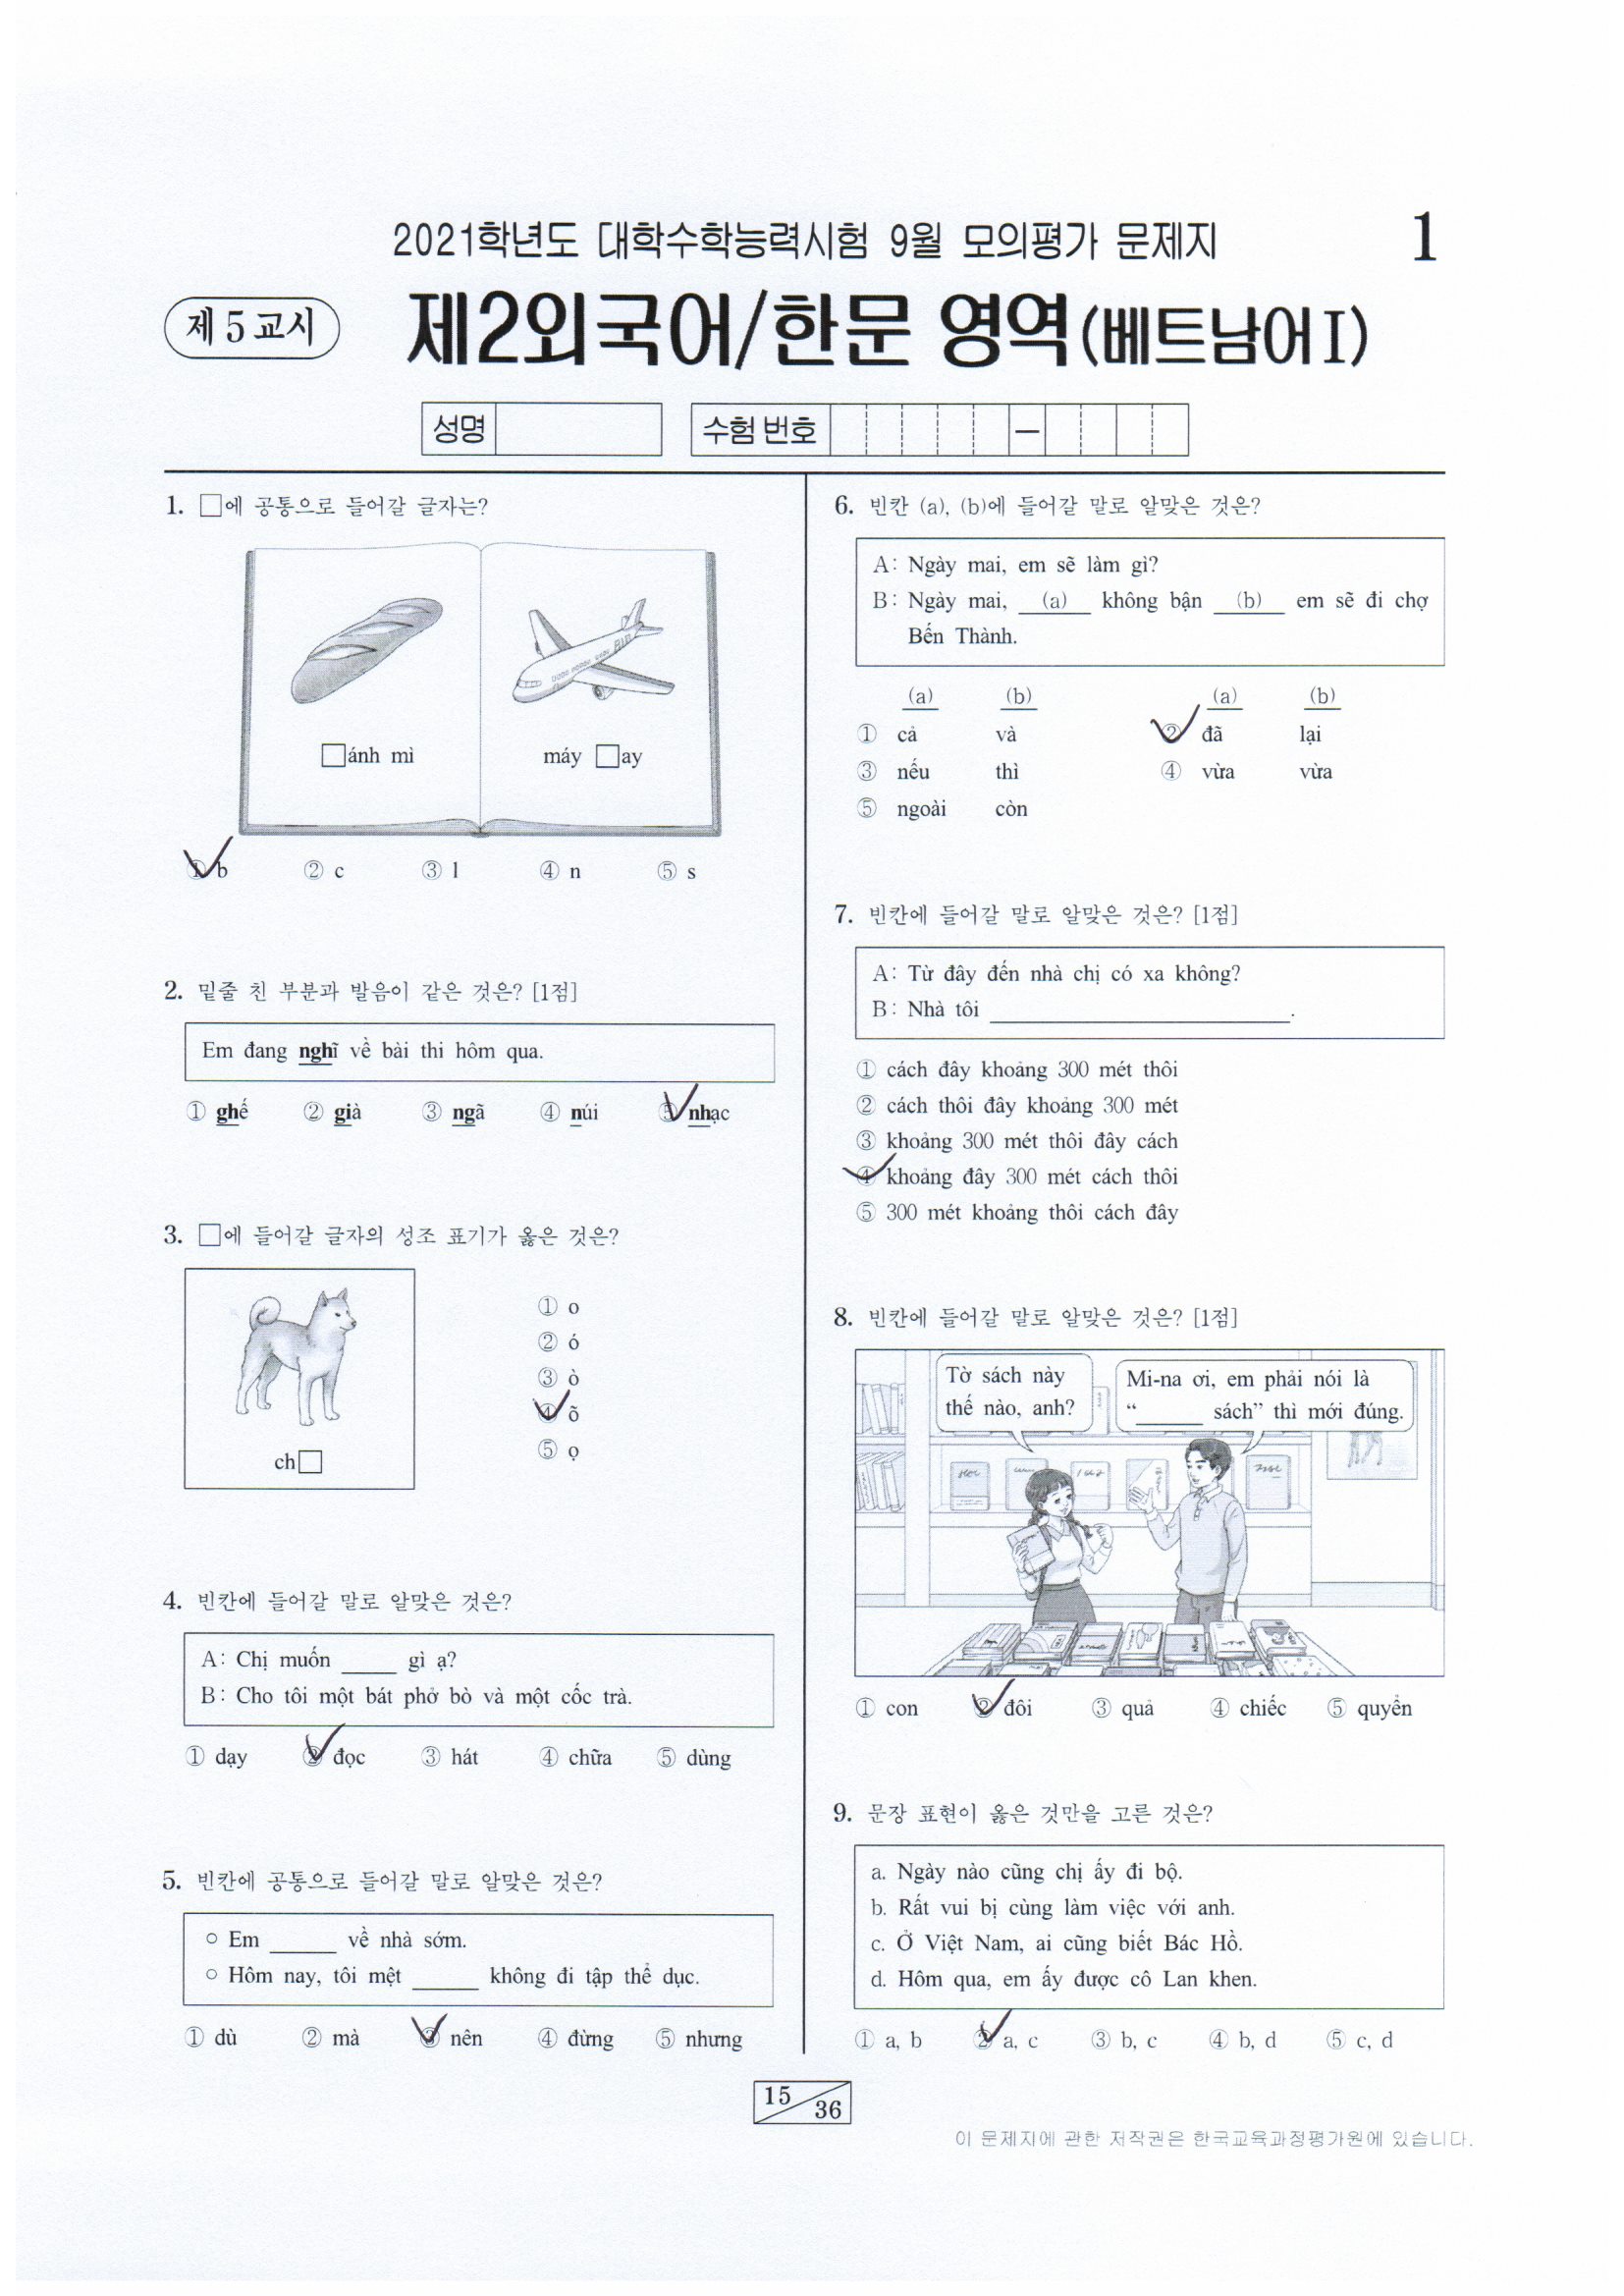 2021학년도 대학수학능력시험 9월 모의평가 문제지
1
제 5 교시
제2외국어/한문 영역(베트남어 I)
성명
수험 번호
–
1. □에 공통으로 들어갈 글자는?
□ánh mì
máy □ay
① b ② c ③ l ④ n ⑤ s
2. 밑줄 친 부분과 발음이 같은 것은? [1점]
Em đang nghĩ về bài thi hôm qua.
① ghế ② già ③ ngã ④ núi ⑤ nhạc
3. □에 들어갈 글자의 성조 표기가 옳은 것은?
ch□
① o
② ó
③ ò
④ õ
⑤ ọ
4. 빈칸에 들어갈 말로 알맞은 것은?
A: Chị muốn _____ gì ạ?
B: Cho tôi một bát phở bò và một cốc trà.
① dạy ② đọc ③ hát ④ chữa ⑤ dùng
5. 빈칸에 공통으로 들어갈 말로 알맞은 것은?
○ Em ______ về nhà sớm.
○ Hôm nay, tôi mệt ______ không đi tập thể dục.
① dù ② mà ③ nên ④ đừng ⑤ nhưng
6. 빈칸 (a), (b)에 들어갈 말로 알맞은 것은?
A: Ngày mai, em sẽ làm gì?
B: Ngày mai, (a) không bận (b) em sẽ đi chợ
Bến Thành.
(a) (b) (a) (b)
① cả và ② đã lại
③ nếu thì ④ vừa vừa
⑤ ngoài còn
7. 빈칸에 들어갈 말로 알맞은 것은? [1점]
A: Từ đây đến nhà chị có xa không?
B: Nhà tôi ______________________.
① cách đây khoảng 300 mét thôi
② cách thôi đây khoảng 300 mét
③ khoảng 300 mét thôi đây cách
④ khoảng đây 300 mét cách thôi
⑤ 300 mét khoảng thôi cách đây
8. 빈칸에 들어갈 말로 알맞은 것은? [1점]
Tờ sách này
thế nào, anh?
Mi-na ơi, em phải nói là
“______ sách” thì mới đúng.
① con ② đôi ③ quả ④ chiếc ⑤ quyển
9. 문장 표현이 옳은 것만을 고른 것은?
a. Ngày nào cũng chị ấy đi bộ.
b. Rất vui bị cùng làm việc với anh.
c. Ở Việt Nam, ai cũng biết Bác Hồ.
d. Hôm qua, em ấy được cô Lan khen.
① a, b ② a, c ③ b, c ④ b, d ⑤ c, d
15 36
이 문제지에 관한 저작권은 한국교육과정평가원에 있습니다.